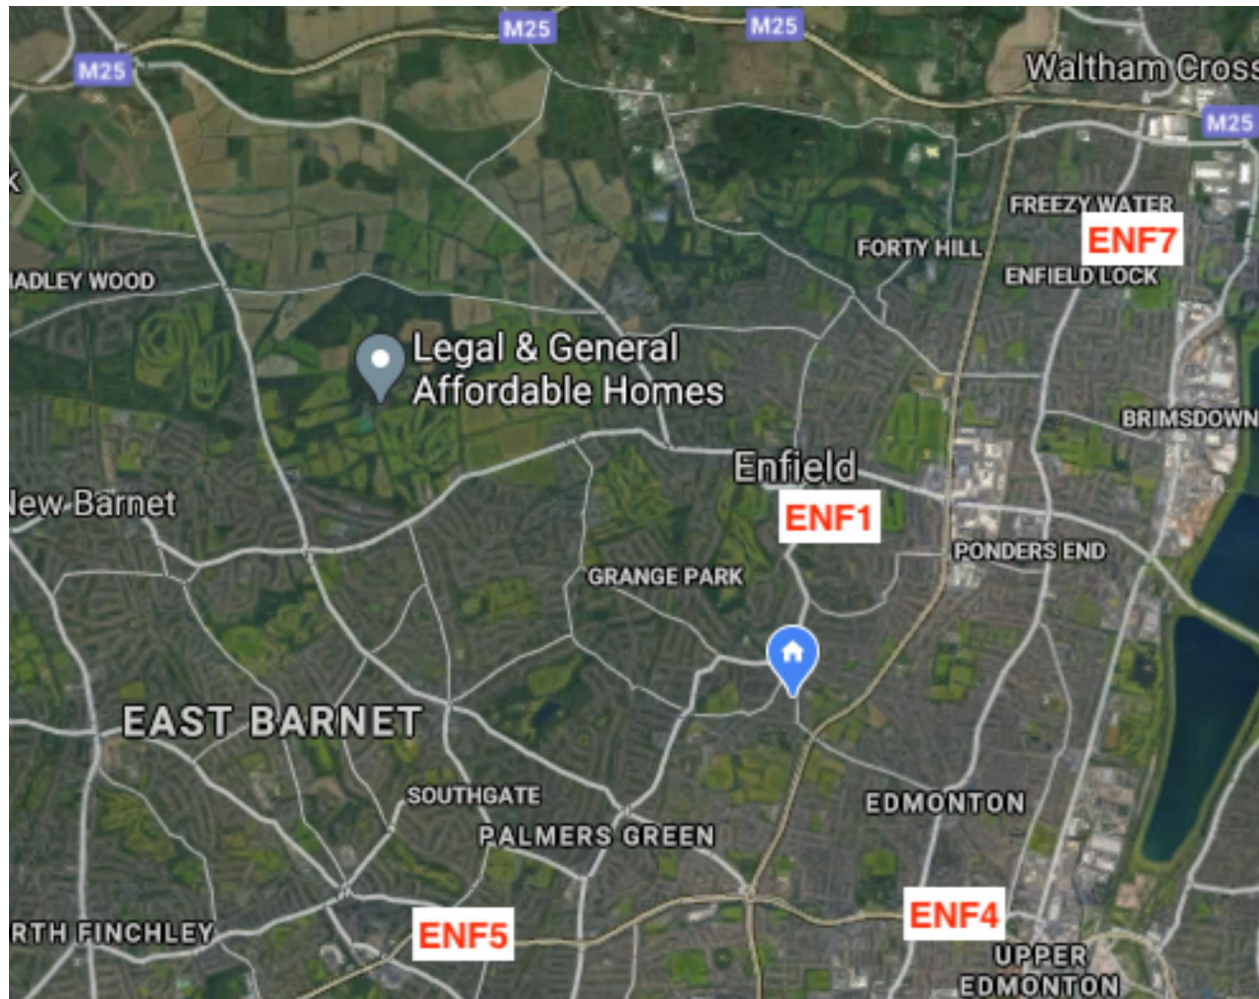 M25
M25
M25
Waltham Cross
M25
FREEZY WATER
ENF7
FORTY HILL
ENFIELD LOCK
HADLEY WOOD
Legal & General
Affordable Homes
BRIMSDOWN
Enfield
New Barnet
ENF1
PONDERS END
GRANGE PARK
EAST BARNET
SOUTHGATE
EDMONTON
PALMERS GREEN
ENF4
ENF5
RTH FINCHLEY
UPPER
EDMONTON